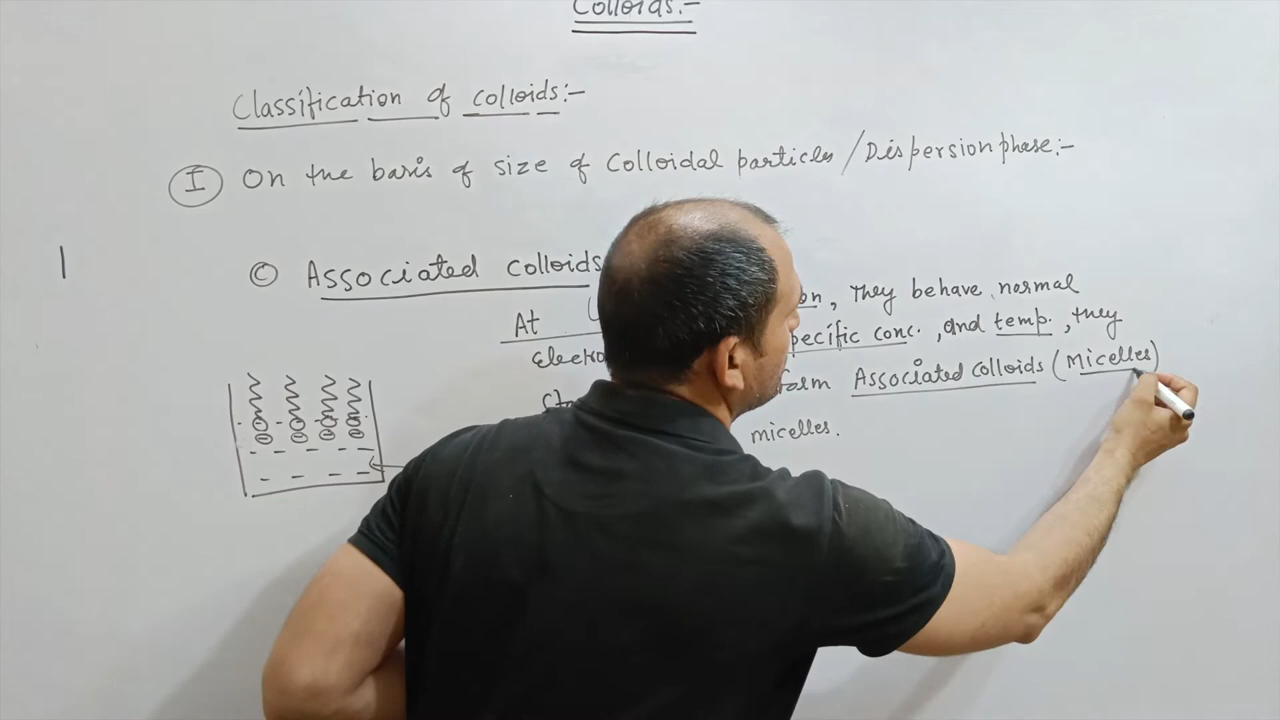 Colloids:-
Classification of colloids:-
I On the basis of size of Colloidal particles / Dispersion phase:-
C Associated colloids
At on, They behave normal
Electro pecific conc., and temp., they
form Associated colloids (Micelles)
micelles.